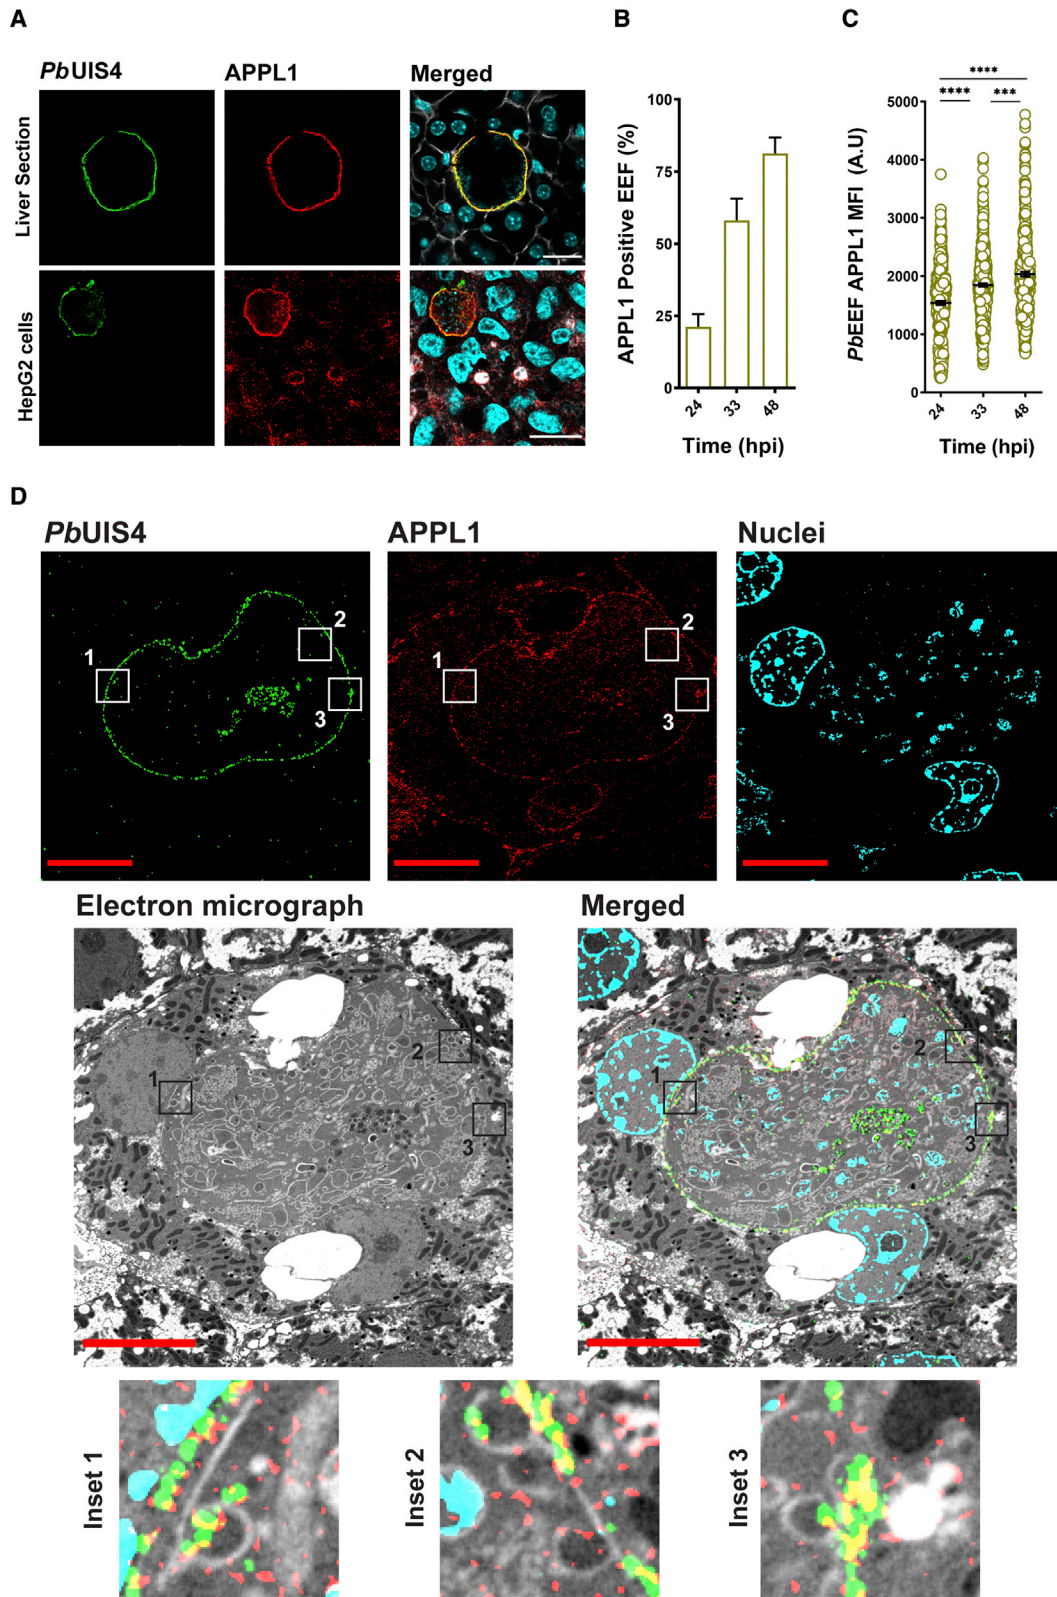 A
PbUIS4 APPL1 Merged
Liver Section
HepG2 cells
B
APPL1 Positive EEF (%)
100
75
50
25
0
24 33 48
Time (hpi)
C
PbEEF APPL1 MFI (A.U)
****
**** ***
5000
4000
3000
2000
1000
0
24 33 48
Time (hpi)
D
PbUIS4 APPL1 Nuclei
1 2 3
1 2 3
Electron micrograph Merged
1 2 3
1 2 3
Inset 1 Inset 2 Inset 3